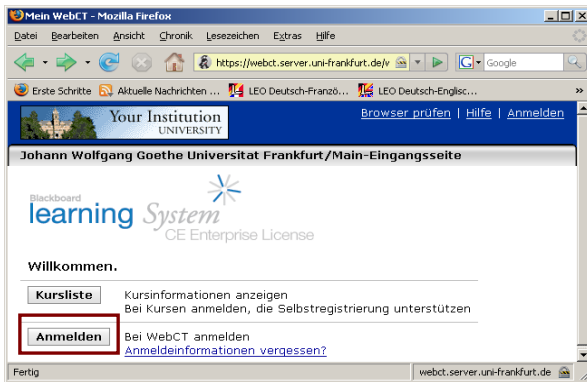 Mein WebCT - Mozilla Firefox
Datei Bearbeiten Ansicht Chronik Lesezeichen Extras Hilfe
https://webct.server.uni-frankfurt.de/v
G Google
Erste Schritte Aktuelle Nachrichten ... LEO Deutsch-Franzö... LEO Deutsch-Englisc... »
Your Institution
UNIVERSITY
Browser prüfen | Hilfe | Anmelden
Johann Wolfgang Goethe Universitat Frankfurt/Main-Eingangsseite
Blackboard
learning System
CE Enterprise License
Willkommen.
Kursliste Kursinformationen anzeigen
Bei Kursen anmelden, die Selbstregistrierung unterstützen
Anmelden Bei WebCT anmelden
Anmeldeinformationen vergessen?
Fertig webct.server.uni-frankfurt.de